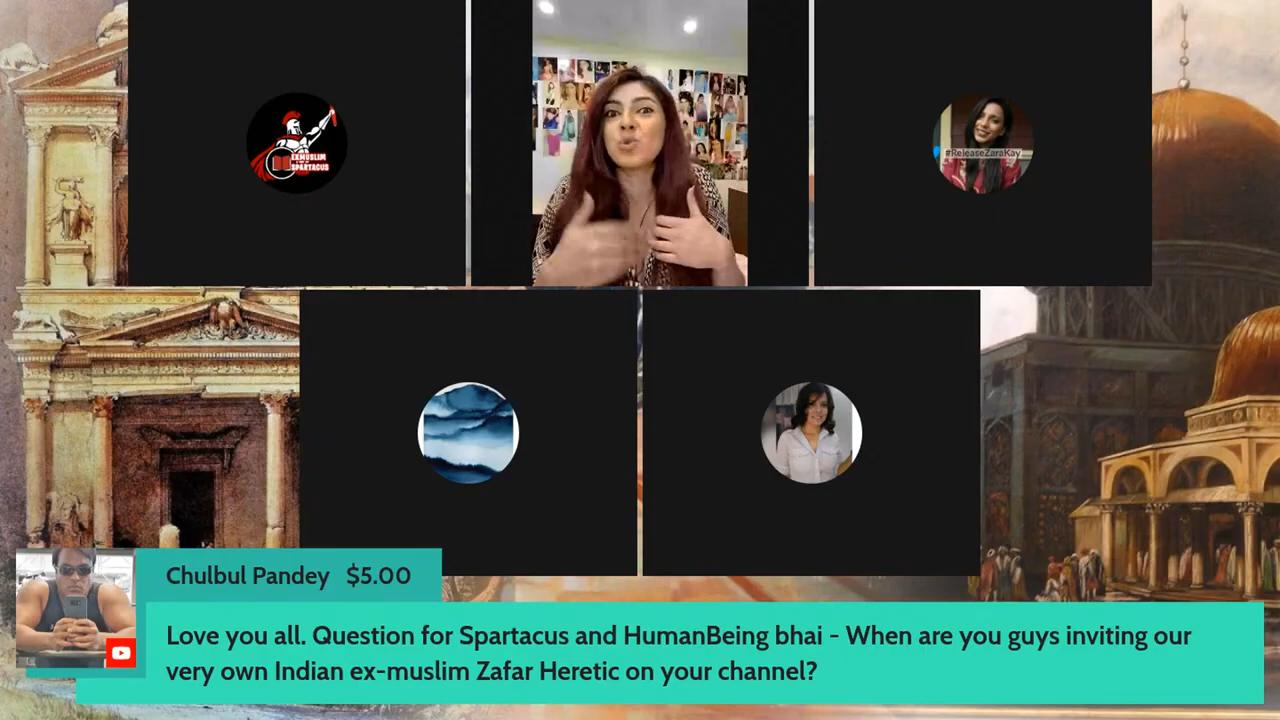 EXMUSLIM
SPARTACUS
#ReleaseZaraKay
Chulbul Pandey $5.00
Love you all. Question for Spartacus and HumanBeing bhai - When are you guys inviting our
very own Indian ex-muslim Zafar Heretic on your channel?